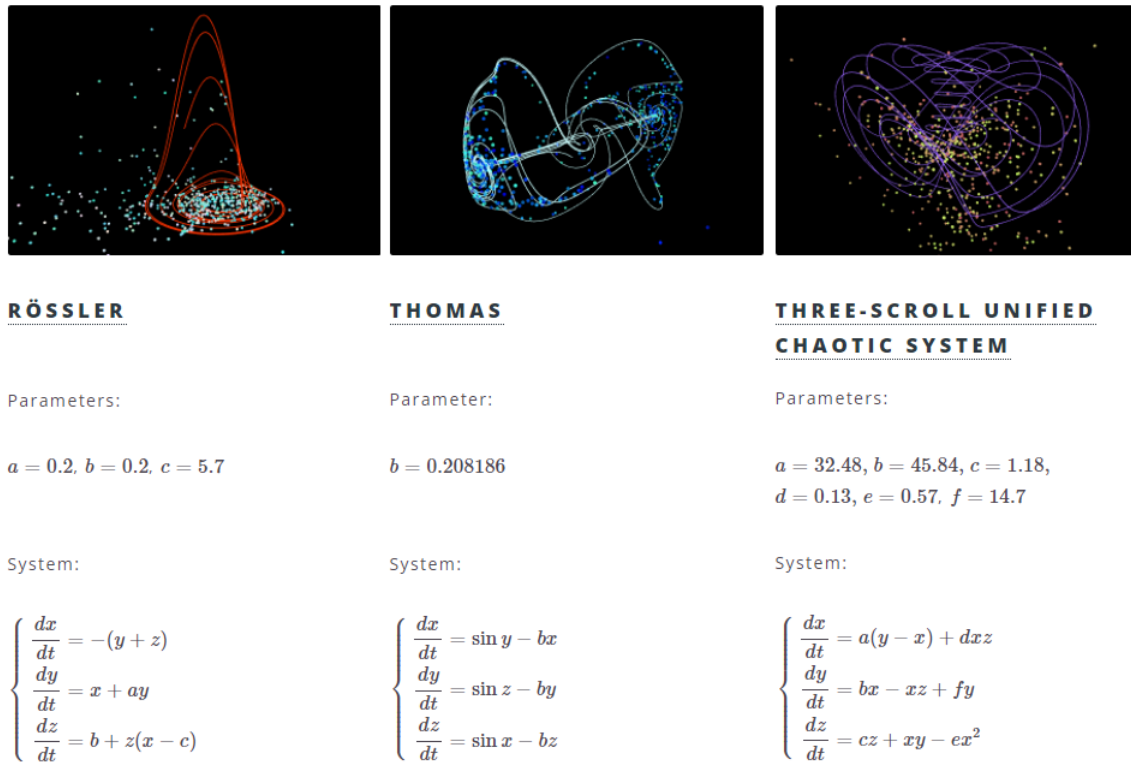 RÖSSLER
Parameters:
a = 0.2, b = 0.2, c = 5.7
System:
dx/dt = −(y + z)
dy/dt = x + ay
dz/dt = b + z(x − c)
THOMAS
Parameter:
b = 0.208186
System:
dx/dt = sin y − bx
dy/dt = sin z − by
dz/dt = sin x − bz
THREE-SCROLL UNIFIED
CHAOTIC SYSTEM
Parameters:
a = 32.48, b = 45.84, c = 1.18,
d = 0.13, e = 0.57, f = 14.7
System:
dx/dt = a(y − x) + dxz
dy/dt = bx − xz + fy
dz/dt = cz + xy − ex²